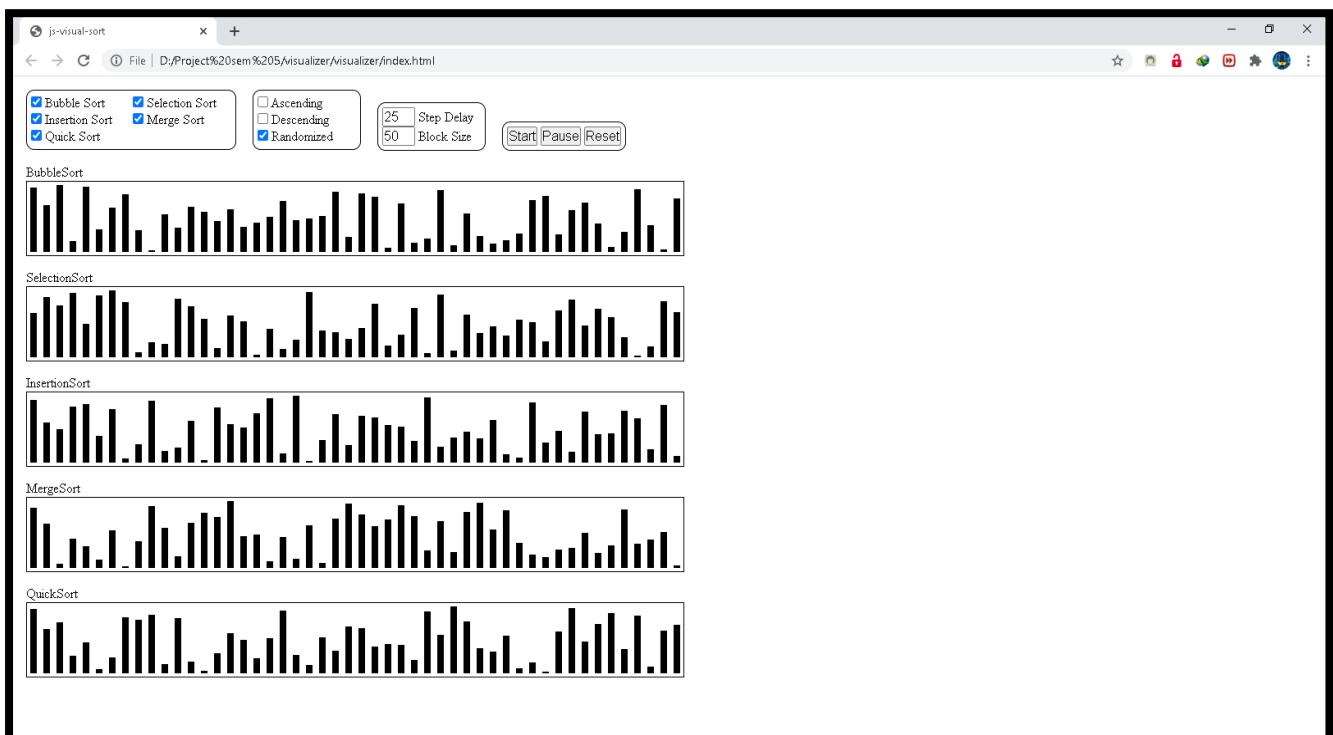 js-visual-sort
File D:/Project%20sem%205/visualizer/visualizer/index.html
Bubble Sort Selection Sort
Insertion Sort Merge Sort
Quick Sort
Ascending
Descending
Randomized
25 Step Delay
50 Block Size
Start Pause Reset
BubbleSort
SelectionSort
InsertionSort
MergeSort
QuickSort